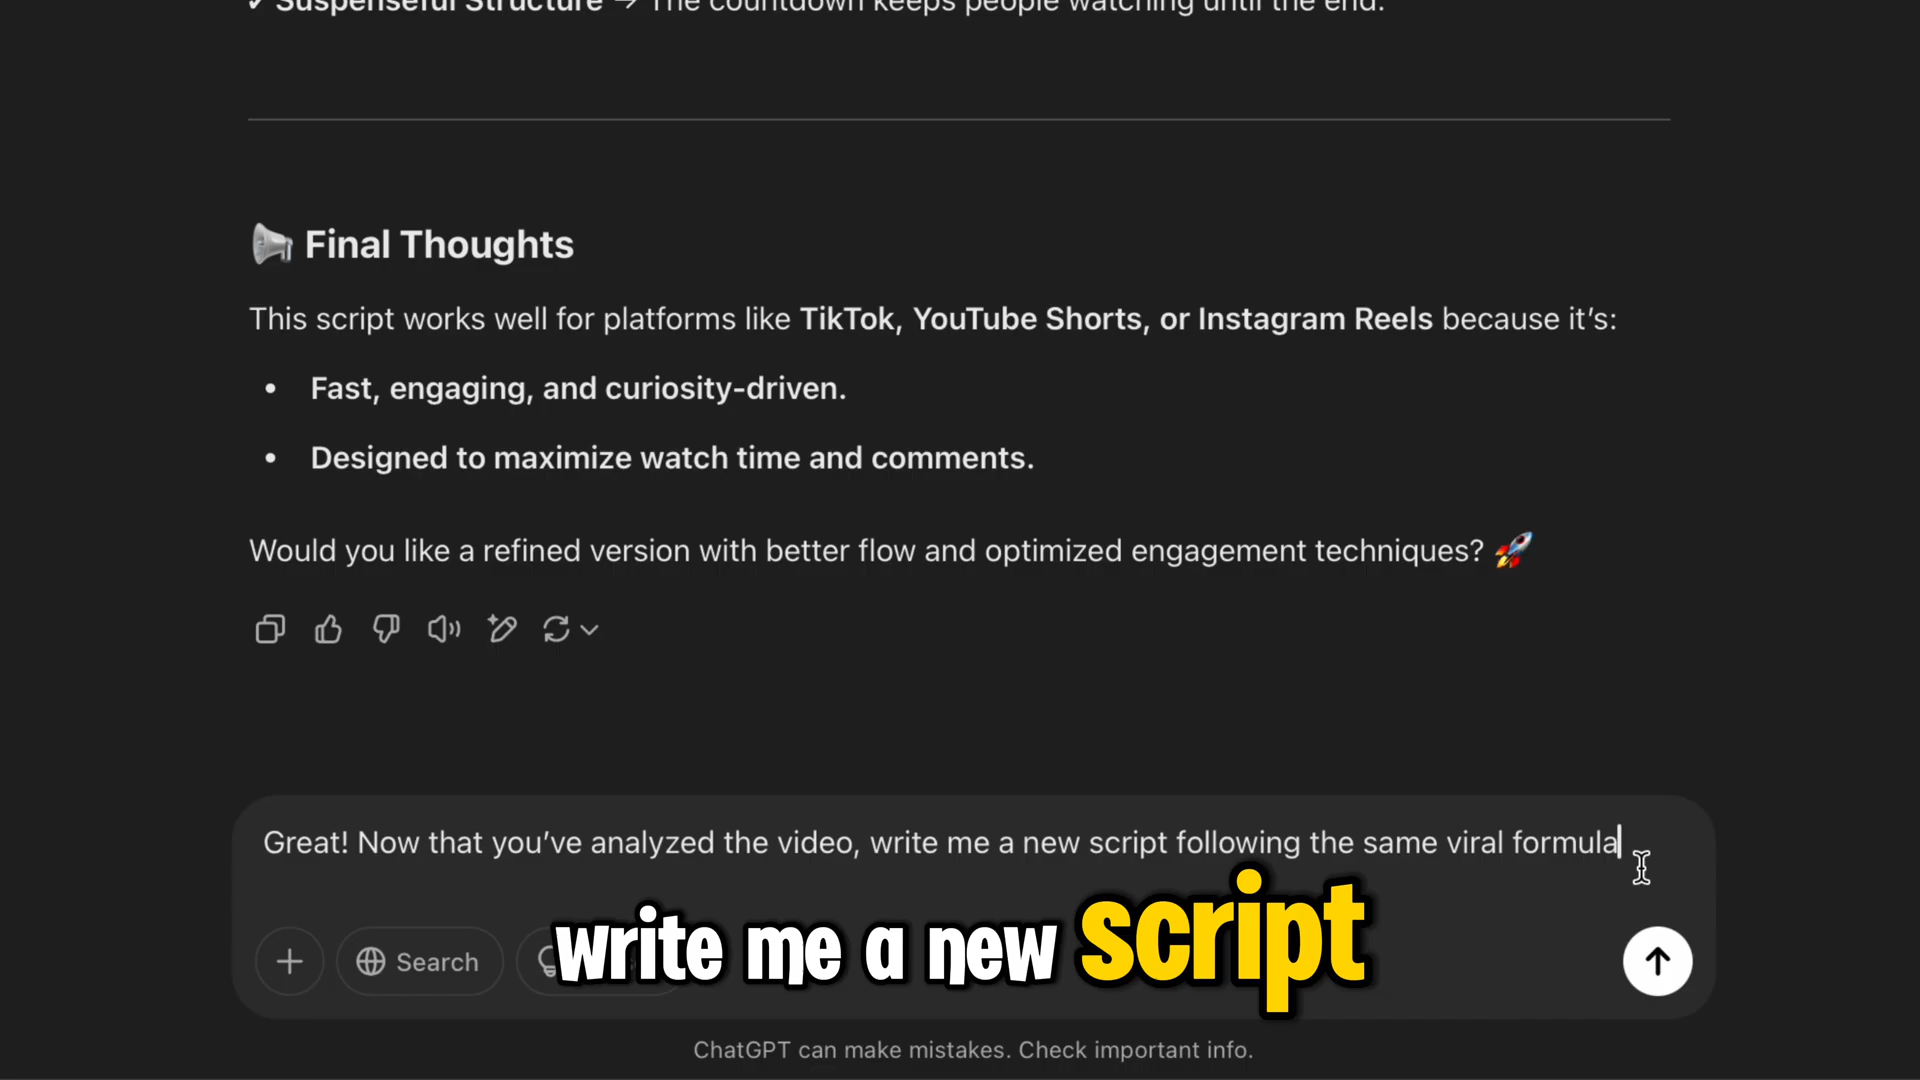 ✓ Suspenseful Structure → The countdown keeps people watching until the end.
📢 Final Thoughts
This script works well for platforms like TikTok, YouTube Shorts, or Instagram Reels because it’s:
• Fast, engaging, and curiosity-driven.
• Designed to maximize watch time and comments.
Would you like a refined version with better flow and optimized engagement techniques? 🚀
Great! Now that you’ve analyzed the video, write me a new script following the same viral formula
write me a new script
Search
ChatGPT can make mistakes. Check important info.